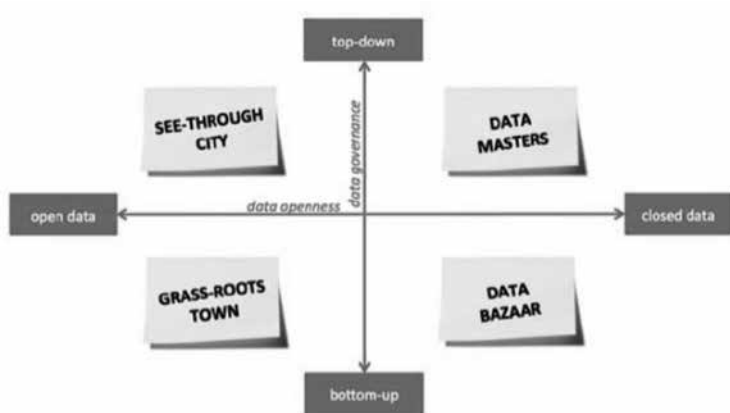 top-down
SEE-THROUGH
CITY
data governance
DATA
MASTERS
open data
data openness
closed data
GRASS-ROOTS
TOWN
DATA
BAZAAR
bottom-up